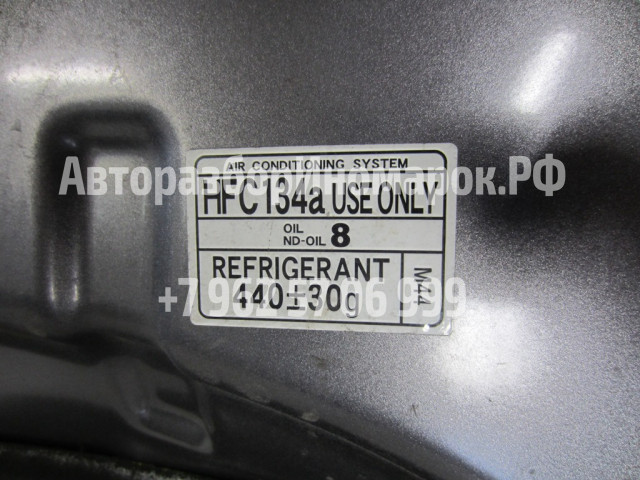 AIR CONDITIONING SYSTEM
HFC134a USE ONLY
OIL
ND-OIL 8
REFRIGERANT
440±30g
M44